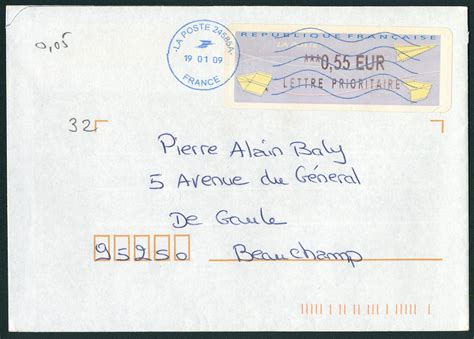 0,05
LA POSTE 24586A
19 01 09
FRANCE
REPUBLIQUE FRANÇAISE
***0,55 EUR
LETTRE PRIORITAIRE
32
Pierre Alain Baly
5 Avenue du Général
De Gaule
95250 Beauchamp